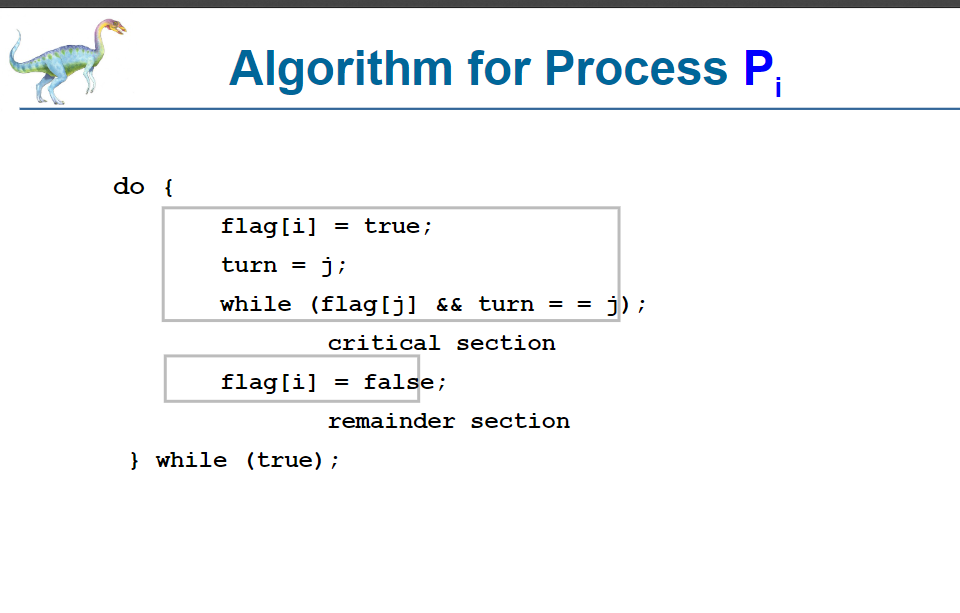 Algorithm for Process Pi
do {
flag[i] = true;
turn = j;
while (flag[j] && turn = = j);
critical section
flag[i] = false;
remainder section
} while (true);